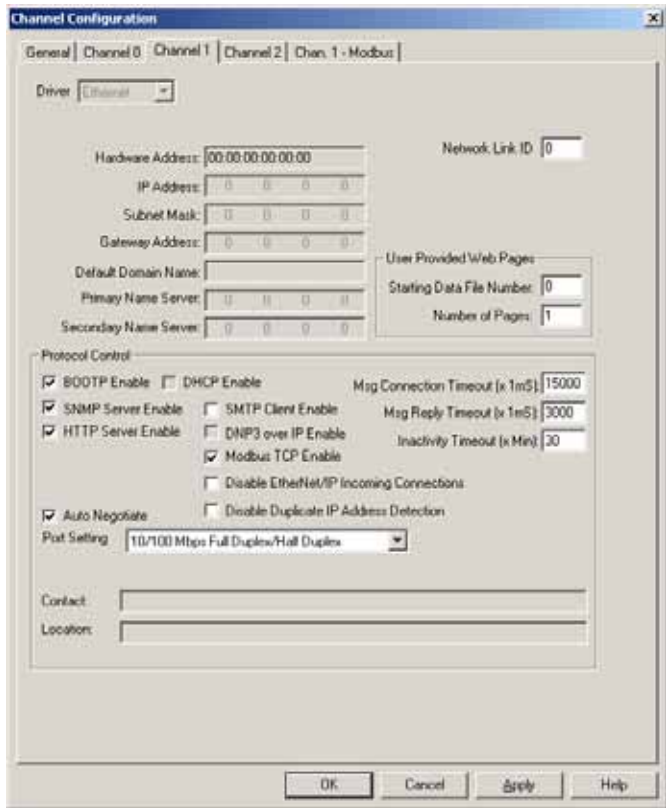 Channel Configuration
General Channel 0 Channel 1 Channel 2 Chan. 1 - Modbus
Driver Ethernet
Hardware Address: 00:00:00:00:00:00
Network Link ID 0
IP Address: 0 0 0 0
Subnet Mask: 0 0 0 0
Gateway Address: 0 0 0 0
User Provided Web Pages
Default Domain Name:
Starting Data File Number: 0
Primary Name Server: 0 0 0 0
Number of Pages: 1
Secondary Name Server: 0 0 0 0
Protocol Control
BOOTP Enable DHCP Enable
Msg Connection Timeout (x 1mS): 15000
SNMP Server Enable SMTP Client Enable
Msg Reply Timeout (x 1mS): 3000
HTTP Server Enable DNP3 over IP Enable
Inactivity Timeout (x Min): 30
Modbus TCP Enable
Disable EtherNet/IP Incoming Connections
Auto Negotiate Disable Duplicate IP Address Detection
Port Setting 10/100 Mbps Full Duplex/Half Duplex
Contact:
Location:
OK Cancel Apply Help